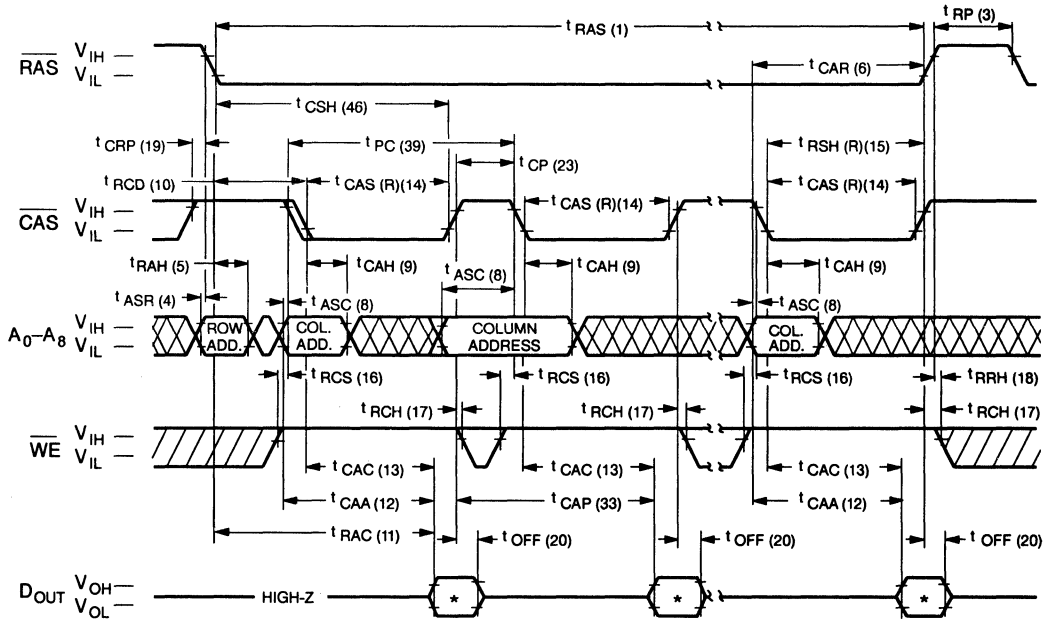 t RAS (1)
t RP (3)
RAS
V IH
V IL
t CAR (6)
t CSH (46)
t CRP (19)
t PC (39)
t CP (23)
t RSH (R)(15)
t RCD (10)
t CAS (R)(14)
t CAS (R)(14)
t CAS (R)(14)
CAS
V IH
V IL
t RAH (5)
t CAH (9)
t ASC (8)
t CAH (9)
t CAH (9)
t ASR (4)
t ASC (8)
t ASC (8)
A0–A8
V IH
V IL
ROW ADD.
COL. ADD.
COLUMN ADDRESS
COL. ADD.
t RCS (16)
t RCS (16)
t RCS (16)
t RRH (18)
t RCH (17)
t RCH (17)
t RCH (17)
WE
V IH
V IL
t CAC (13)
t CAC (13)
t CAC (13)
t CAA (12)
t CAP (33)
t CAA (12)
t RAC (11)
t OFF (20)
t OFF (20)
t OFF (20)
DOUT
V OH
V OL
HIGH-Z
*
*
*